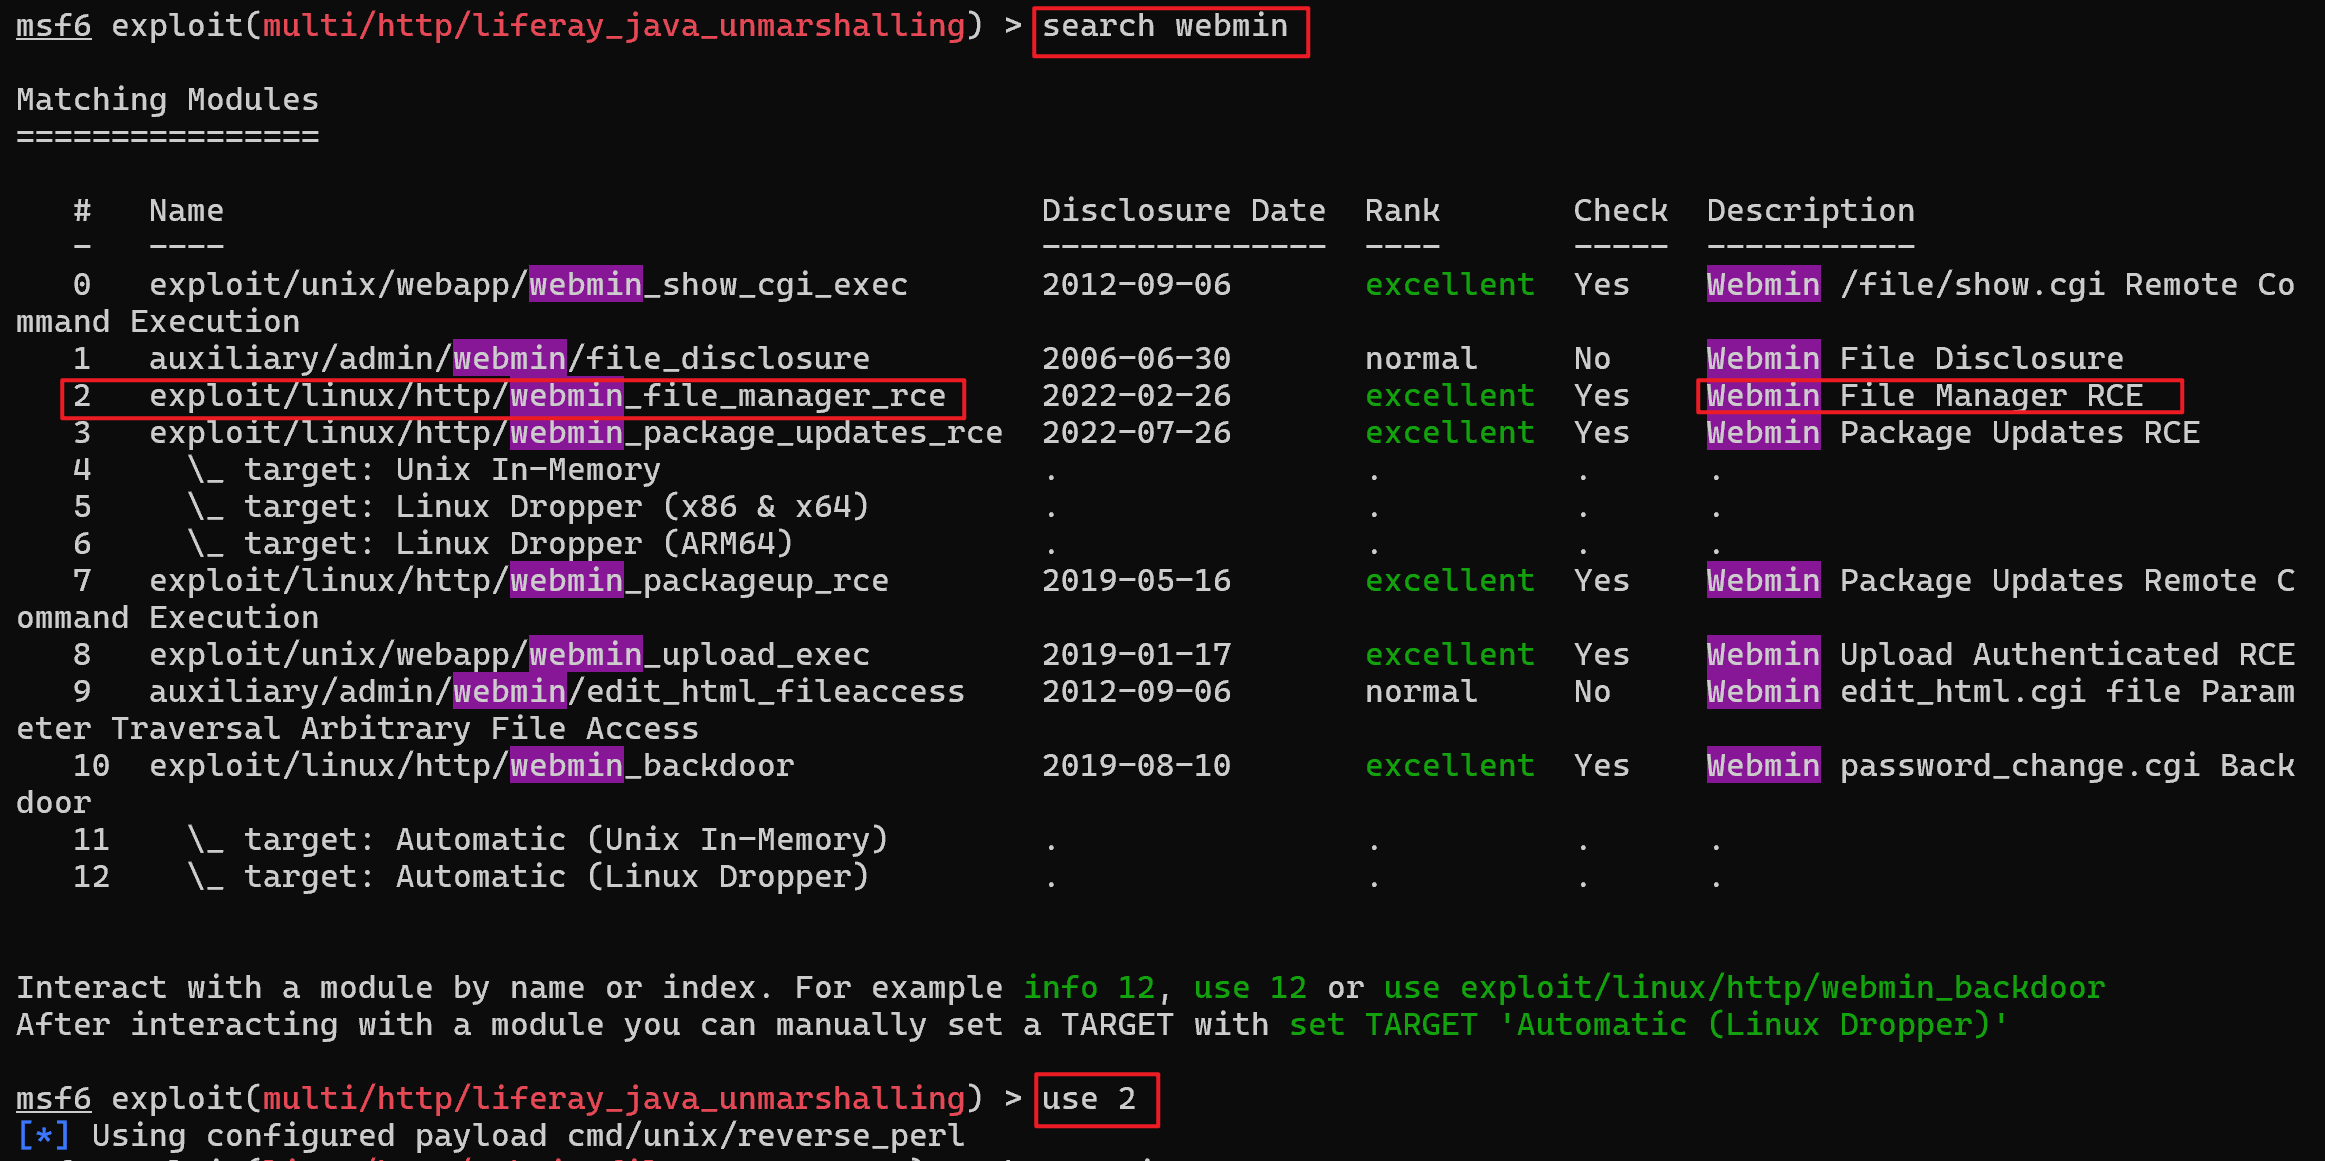 msf6 exploit(multi/http/liferay_java_unmarshalling) > search webmin
Matching Modules
================
#   Name                                           Disclosure Date  Rank       Check  Description
-   ----                                           ---------------  ----       -----  -----------
0   exploit/unix/webapp/webmin_show_cgi_exec       2012-09-06       excellent  Yes    Webmin /file/show.cgi Remote Co
mmand Execution
1   auxiliary/admin/webmin/file_disclosure         2006-06-30       normal     No     Webmin File Disclosure
2   exploit/linux/http/webmin_file_manager_rce     2022-02-26       excellent  Yes    Webmin File Manager RCE
3   exploit/linux/http/webmin_package_updates_rce  2022-07-26       excellent  Yes    Webmin Package Updates RCE
4     \_ target: Unix In-Memory                    .                .          .      .
5     \_ target: Linux Dropper (x86 & x64)         .                .          .      .
6     \_ target: Linux Dropper (ARM64)             .                .          .      .
7   exploit/linux/http/webmin_packageup_rce        2019-05-16       excellent  Yes    Webmin Package Updates Remote C
ommand Execution
8   exploit/unix/webapp/webmin_upload_exec         2019-01-17       excellent  Yes    Webmin Upload Authenticated RCE
9   auxiliary/admin/webmin/edit_html_fileaccess    2012-09-06       normal     No     Webmin edit_html.cgi file Param
eter Traversal Arbitrary File Access
10  exploit/linux/http/webmin_backdoor             2019-08-10       excellent  Yes    Webmin password_change.cgi Back
door
11    \_ target: Automatic (Unix In-Memory)        .                .          .      .
12    \_ target: Automatic (Linux Dropper)         .                .          .      .
Interact with a module by name or index. For example info 12, use 12 or use exploit/linux/http/webmin_backdoor
After interacting with a module you can manually set a TARGET with set TARGET 'Automatic (Linux Dropper)'
msf6 exploit(multi/http/liferay_java_unmarshalling) > use 2
[*] Using configured payload cmd/unix/reverse_perl